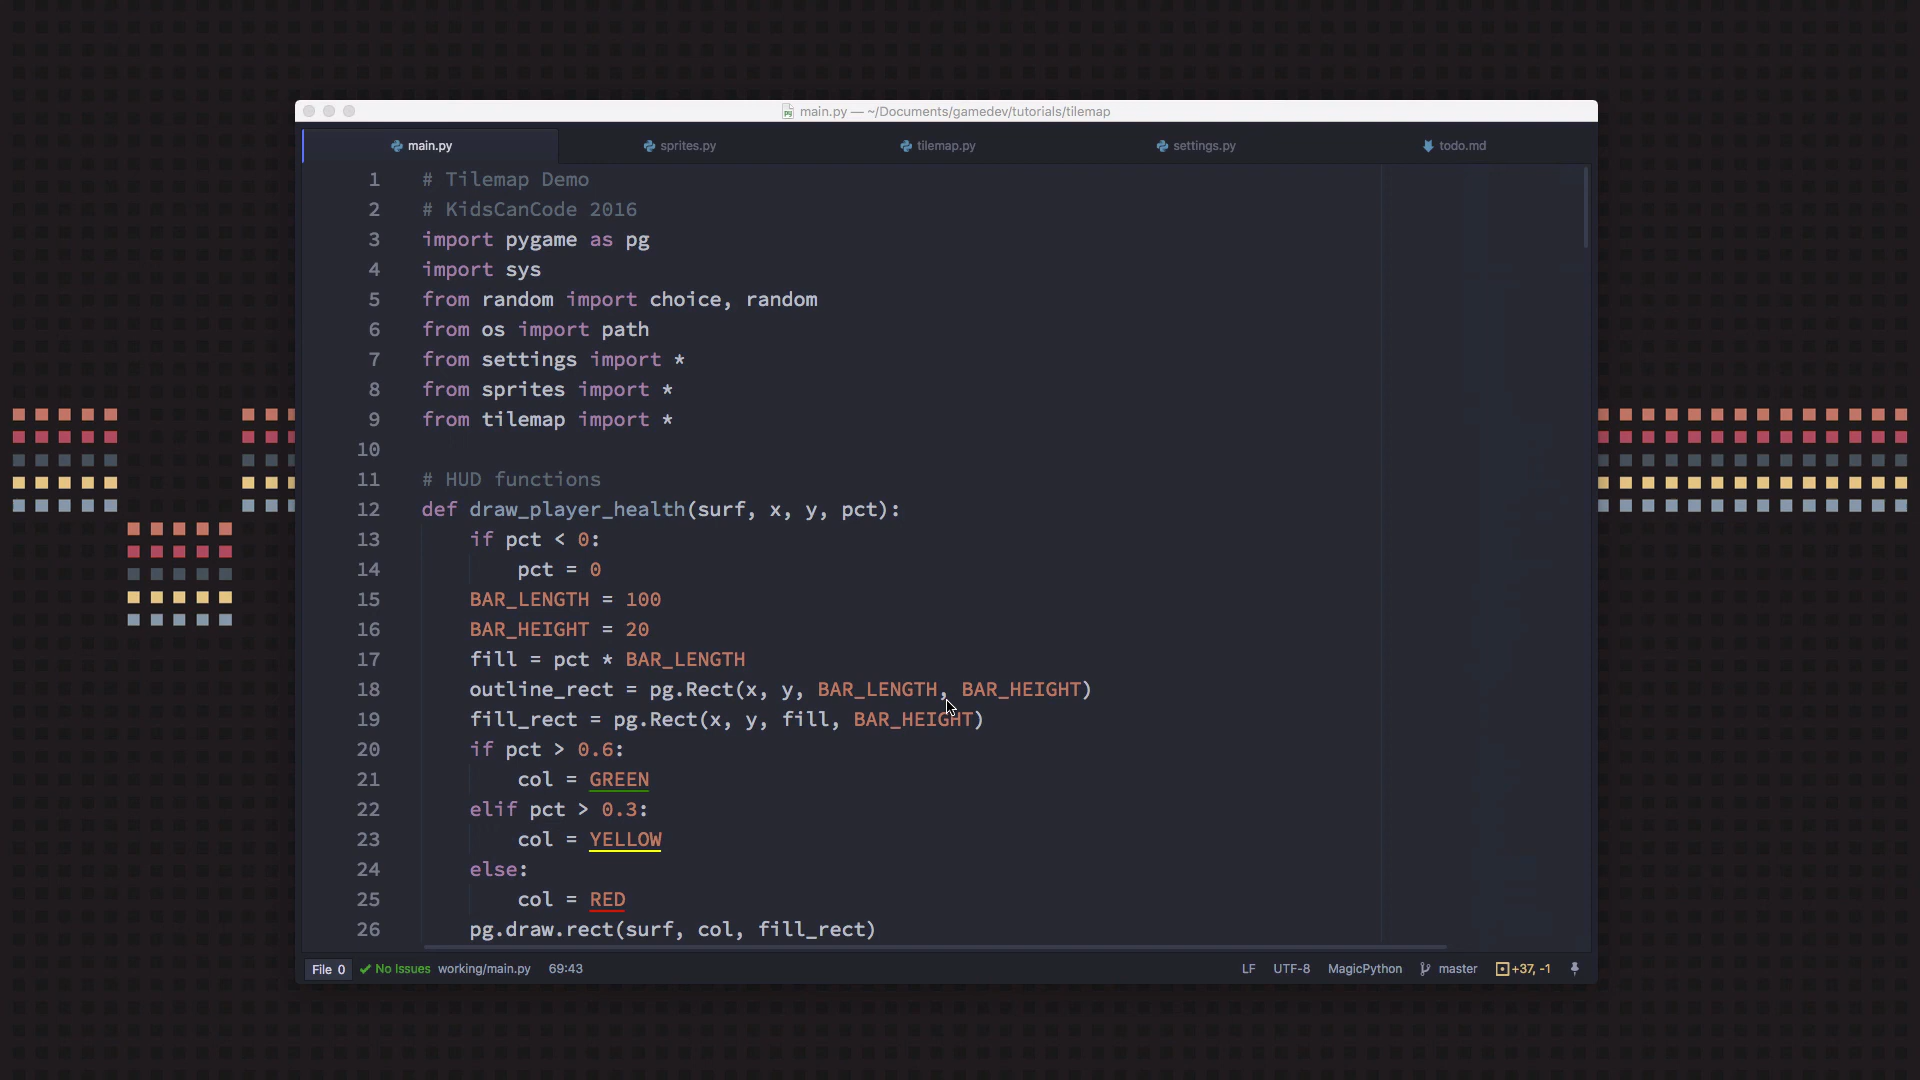 main.py — ~/Documents/gamedev/tutorials/tilemap
main.py sprites.py tilemap.py settings.py todo.md
1 # Tilemap Demo
2 # KidsCanCode 2016
3 import pygame as pg
4 import sys
5 from random import choice, random
6 from os import path
7 from settings import *
8 from sprites import *
9 from tilemap import *
10
11 # HUD functions
12 def draw_player_health(surf, x, y, pct):
13     if pct < 0:
14         pct = 0
15     BAR_LENGTH = 100
16     BAR_HEIGHT = 20
17     fill = pct * BAR_LENGTH
18     outline_rect = pg.Rect(x, y, BAR_LENGTH, BAR_HEIGHT)
19     fill_rect = pg.Rect(x, y, fill, BAR_HEIGHT)
20     if pct > 0.6:
21         col = GREEN
22     elif pct > 0.3:
23         col = YELLOW
24     else:
25         col = RED
26     pg.draw.rect(surf, col, fill_rect)
File 0 No Issues working/main.py 69:43 LF UTF-8 MagicPython master +37, -1